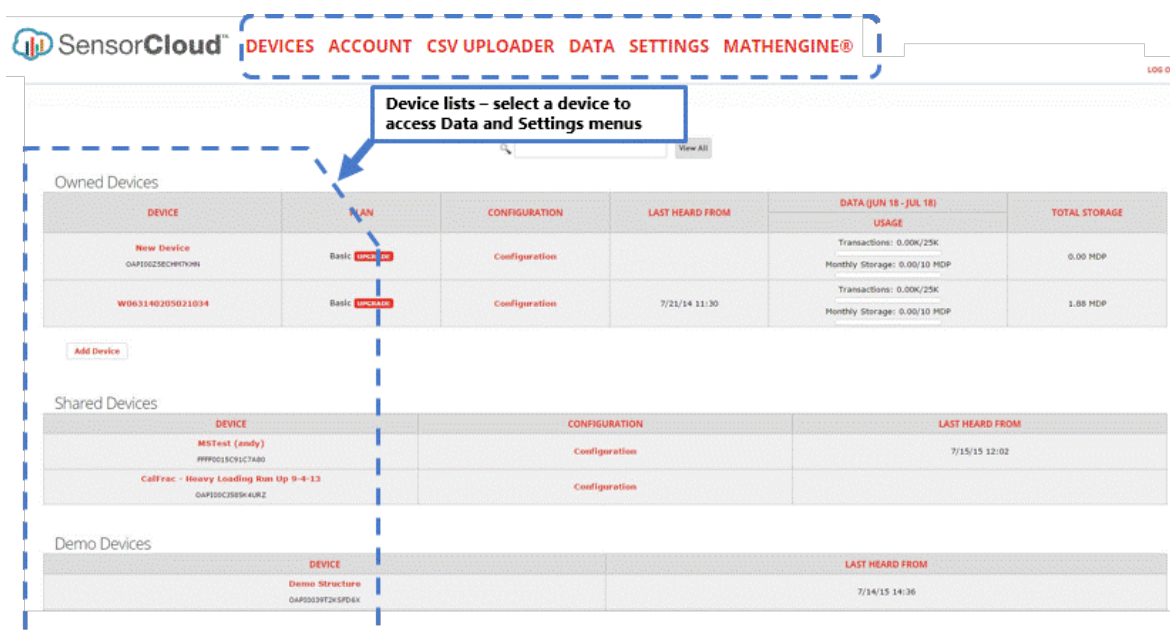 SensorCloud™ DEVICES ACCOUNT CSV UPLOADER DATA SETTINGS MATHENGINE®
LOG O
Device lists – select a device to
access Data and Settings menus
View All
Owned Devices
DEVICE PLAN CONFIGURATION LAST HEARD FROM DATA (JUN 18 - JUL 18) TOTAL STORAGE
USAGE
New Device Basic UPGRADE Configuration Transactions: 0.00K/25K 0.00 MDP
Monthly Storage: 0.00/10 MDP
W063140205021034 Basic UPGRADE Configuration 7/21/14 11:30 Transactions: 0.00K/25K 1.88 MDP
Monthly Storage: 0.00/10 MDP
Add Device
Shared Devices
DEVICE CONFIGURATION LAST HEARD FROM
MSTest (andy) Configuration 7/15/15 12:02
FFFF0015C91C7A80
CalFrac - Heavy Loading Run Up 9-4-13 Configuration
Demo Devices
DEVICE LAST HEARD FROM
Demo Structure 7/14/15 14:36